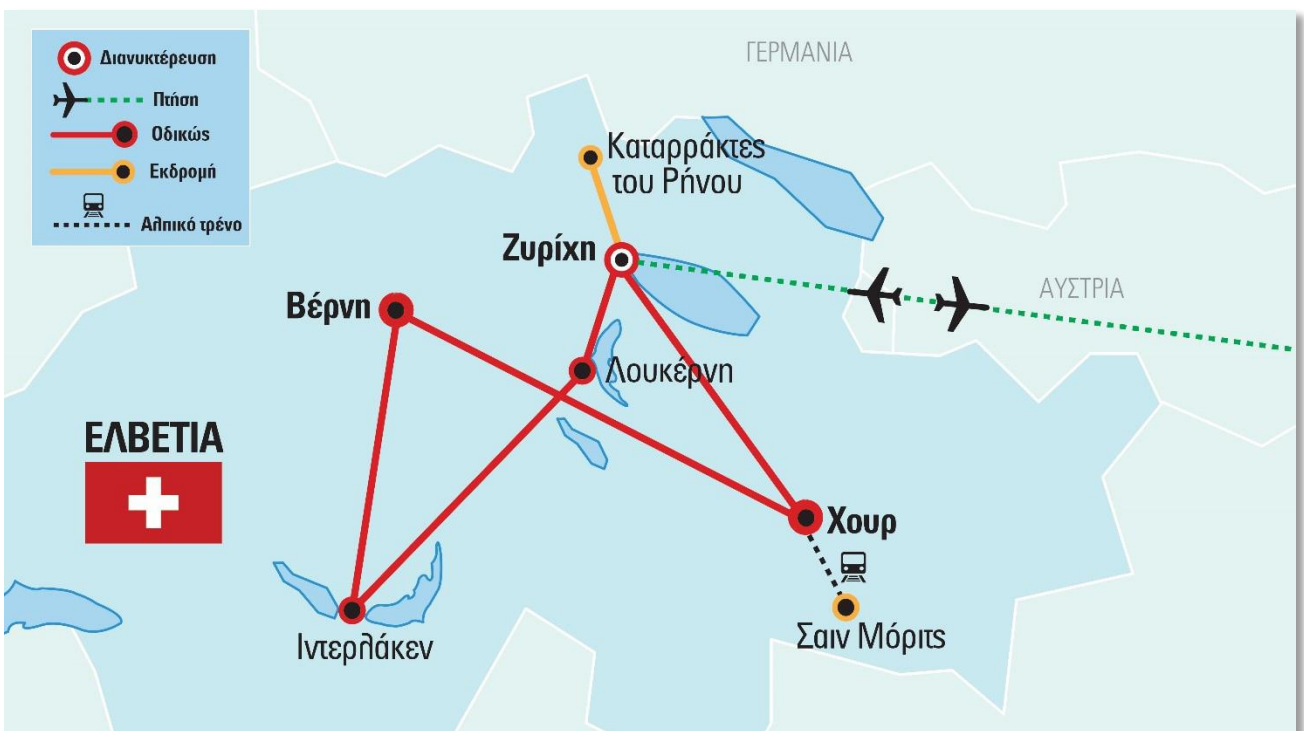 Διανυκτέρευση
Πτήση
Οδικώς
Εκδρομή
Αλπικό τρένο
ΓΕΡΜΑΝΙΑ
Καταρράκτες
του Ρήνου
Ζυρίχη
ΑΥΣΤΡΙΑ
Βέρνη
Λουκέρνη
ΕΛΒΕΤΙΑ
Χουρ
Ιντερλάκεν
Σαιν Μόριτς